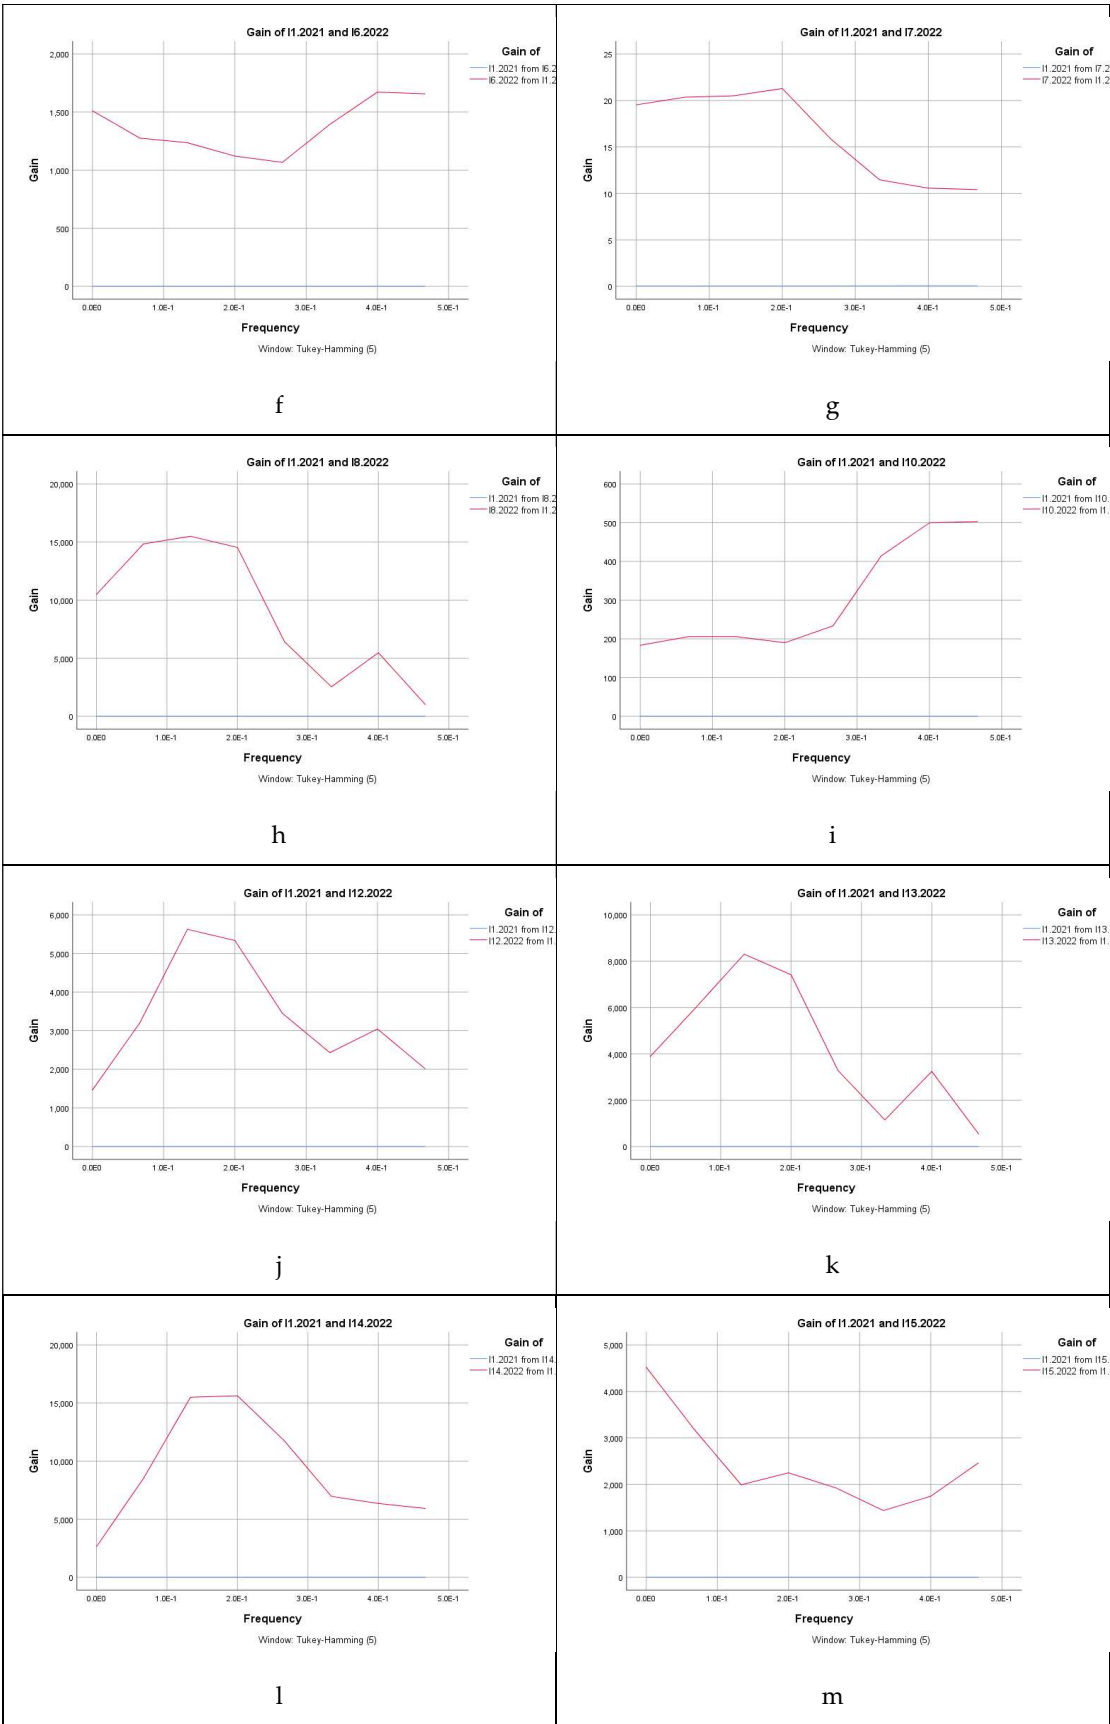 Gain of I1.2021 and I6.2022
Gain of
I1.2021 from I6.2
I6.2022 from I1.2
2,000
1,500
1,000
500
0
Gain
0.0E0 1.0E-1 2.0E-1 3.0E-1 4.0E-1 5.0E-1
Frequency
Window: Tukey-Hamming (5)
f
Gain of I1.2021 and I7.2022
Gain of
I1.2021 from I7.2
I7.2022 from I1.2
25
20
15
10
5
0
Gain
0.0E0 1.0E-1 2.0E-1 3.0E-1 4.0E-1 5.0E-1
Frequency
Window: Tukey-Hamming (5)
g
Gain of I1.2021 and I8.2022
Gain of
I1.2021 from I8.2
I8.2022 from I1.2
20,000
15,000
10,000
5,000
0
Gain
0.0E0 1.0E-1 2.0E-1 3.0E-1 4.0E-1 5.0E-1
Frequency
Window: Tukey-Hamming (5)
h
Gain of I1.2021 and I10.2022
Gain of
I1.2021 from I10.
I10.2022 from I1.
600
500
400
300
200
100
0
Gain
0.0E0 1.0E-1 2.0E-1 3.0E-1 4.0E-1 5.0E-1
Frequency
Window: Tukey-Hamming (5)
i
Gain of I1.2021 and I12.2022
Gain of
I1.2021 from I12.
I12.2022 from I1.
6,000
5,000
4,000
3,000
2,000
1,000
0
Gain
0.0E0 1.0E-1 2.0E-1 3.0E-1 4.0E-1 5.0E-1
Frequency
Window: Tukey-Hamming (5)
j
Gain of I1.2021 and I13.2022
Gain of
I1.2021 from I13.
I13.2022 from I1.
10,000
8,000
6,000
4,000
2,000
0
Gain
0.0E0 1.0E-1 2.0E-1 3.0E-1 4.0E-1 5.0E-1
Frequency
Window: Tukey-Hamming (5)
k
Gain of I1.2021 and I14.2022
Gain of
I1.2021 from I14.
I14.2022 from I1.
20,000
15,000
10,000
5,000
0
Gain
0.0E0 1.0E-1 2.0E-1 3.0E-1 4.0E-1 5.0E-1
Frequency
Window: Tukey-Hamming (5)
l
Gain of I1.2021 and I15.2022
Gain of
I1.2021 from I15.
I15.2022 from I1.
5,000
4,000
3,000
2,000
1,000
0
Gain
0.0E0 1.0E-1 2.0E-1 3.0E-1 4.0E-1 5.0E-1
Frequency
Window: Tukey-Hamming (5)
m